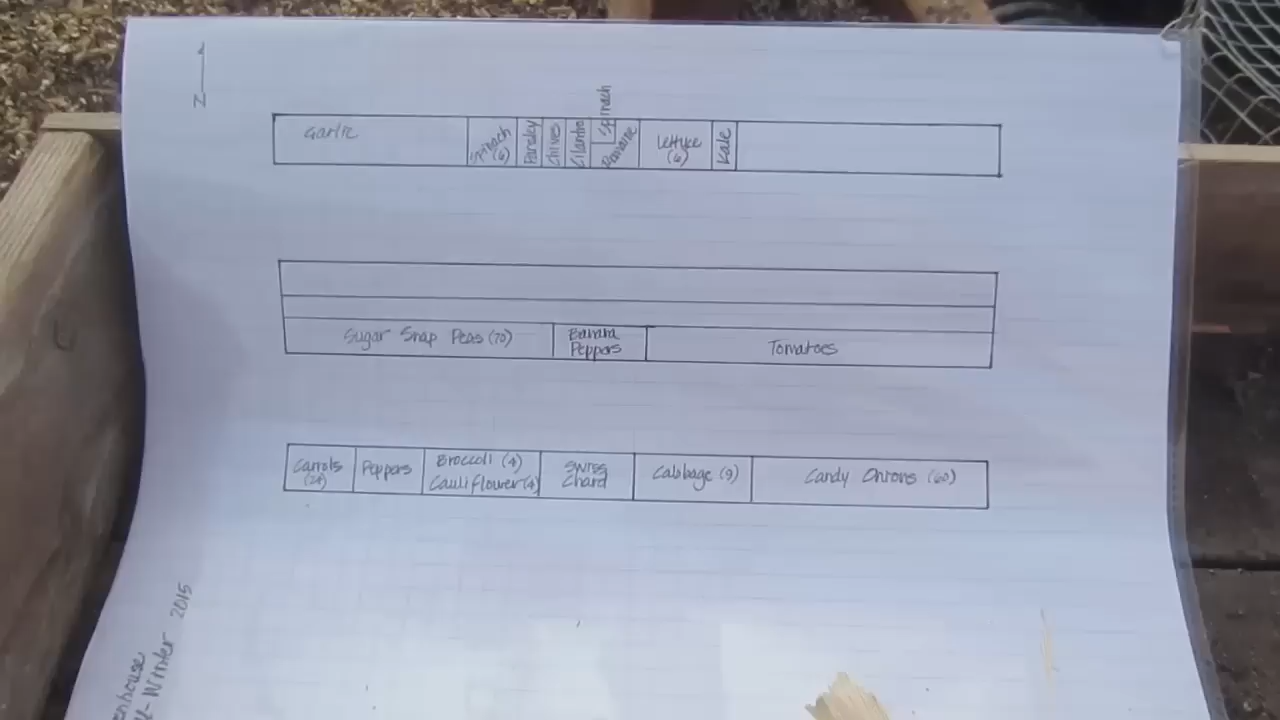 N
Garlic
Spinach
(6)
Parsley
Chives
Cilantro
Spinach
Romaine
Lettuce
(6)
Kale
Sugar Snap Peas (70)
Banana
Peppers
Tomatoes
Carrots
(24)
Peppers
Broccoli (4)
Cauliflower (4)
Swiss
Chard
Cabbage (9)
Candy Onions (60)
Winter 2015